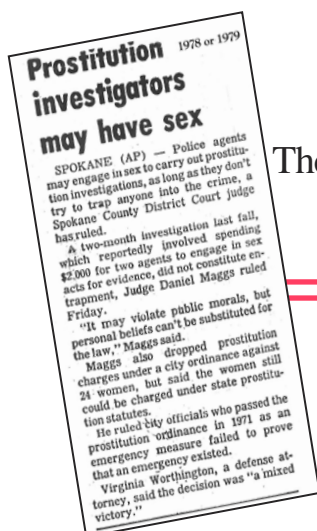 Prostitution
1978 or 1979
investigators
may have sex
SPOKANE (AP) — Police agents
may engage in sex to carry out prostitu-
tion investigations, as long as they don't
try to trap anyone into the crime, a
Spokane County District Court judge
has ruled.
A two-month investigation last fall,
which reportedly involved spending
$2,000 for two agents to engage in sex
acts for evidence, did not constitute en-
trapment, Judge Daniel Maggs ruled
Friday.
"It may violate public morals, but
personal beliefs can't be substituted for
the law," Maggs said.
Maggs also dropped prostitution
charges under a city ordinance against
24 women, but said the women still
could be charged under state prostitu-
tion statutes.
He ruled city officials who passed the
prostitution ordinance in 1971 as an
emergency measure failed to prove
that an emergency existed.
Virginia Worthington, a defense at-
torney, said the decision was "a mixed
victory."
The